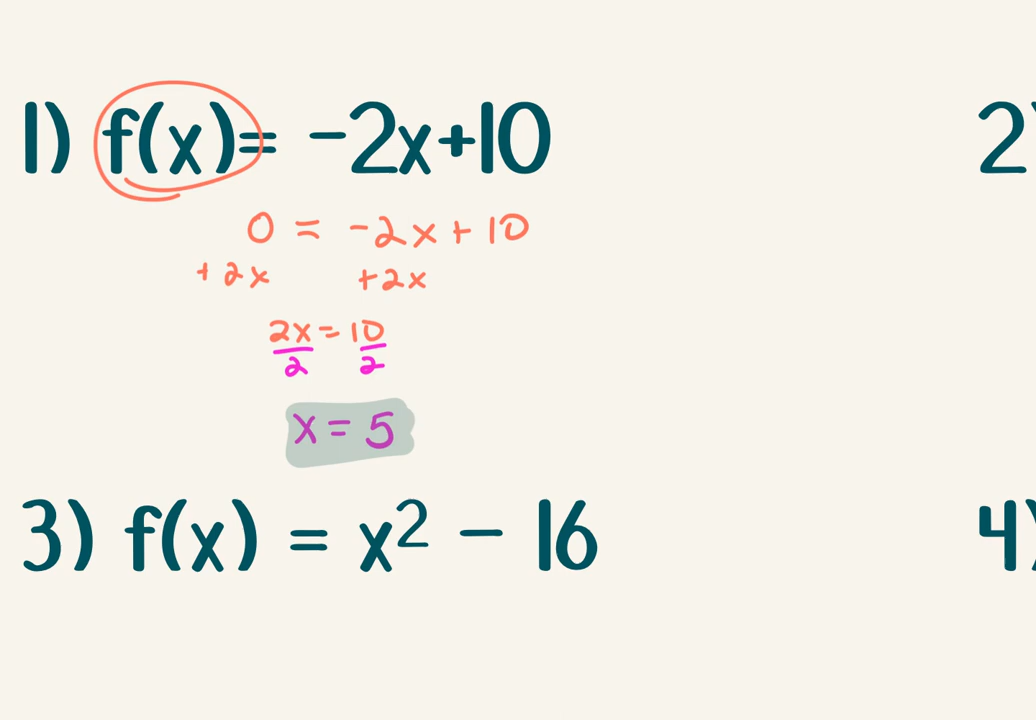 1) f(x) = -2x+10
2)
0 = -2x + 10
+2x +2x
2x = 10
2 2
x = 5
3) f(x) = x² - 16
4)